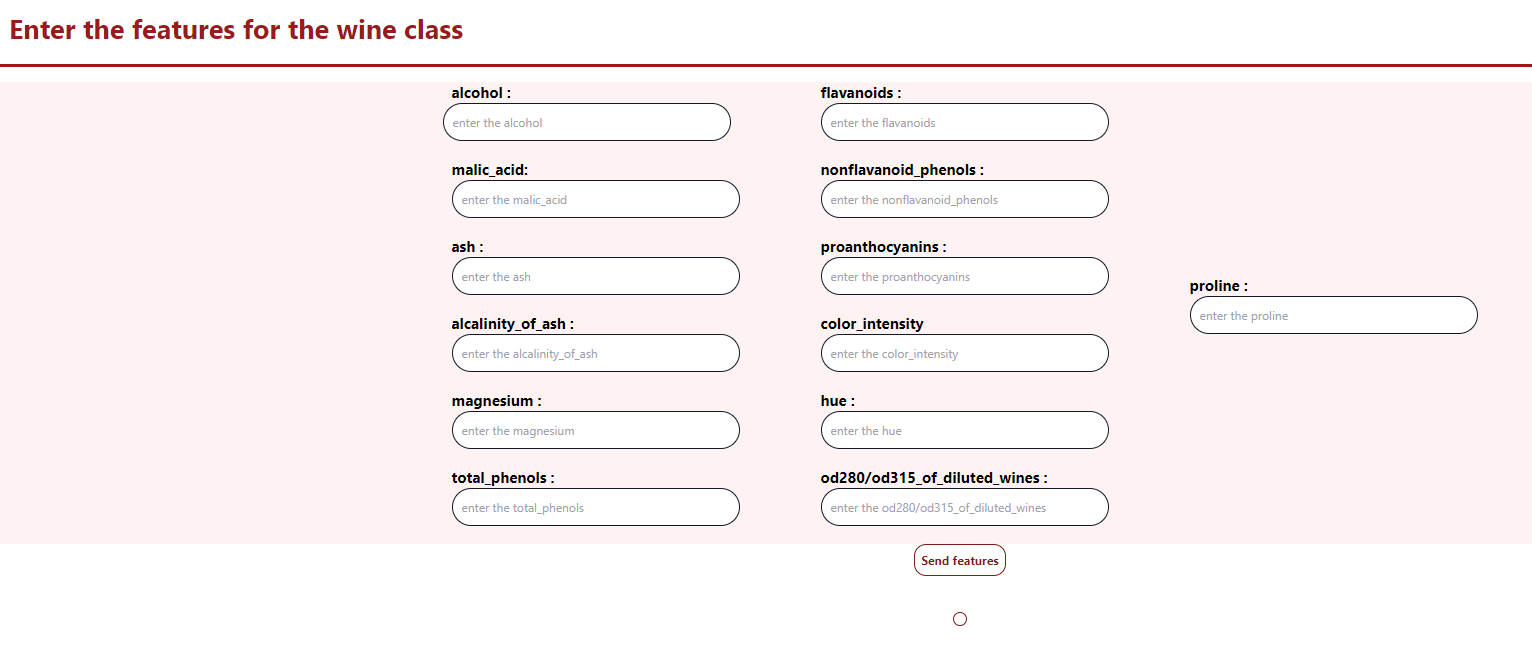 Enter the features for the wine class
alcohol :
enter the alcohol
malic_acid:
enter the malic_acid
ash :
enter the ash
alcalinity_of_ash :
enter the alcalinity_of_ash
magnesium :
enter the magnesium
total_phenols :
enter the total_phenols
flavanoids :
enter the flavanoids
nonflavanoid_phenols :
enter the nonflavanoid_phenols
proanthocyanins :
enter the proanthocyanins
color_intensity
enter the color_intensity
hue :
enter the hue
od280/od315_of_diluted_wines :
enter the od280/od315_of_diluted_wines
proline :
enter the proline
Send features